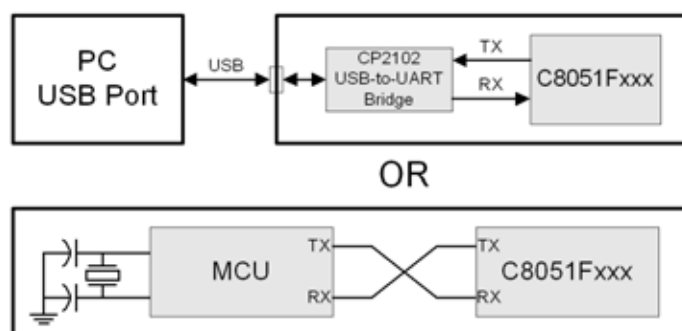 PC
USB Port
USB
CP2102
USB-to-UART
Bridge
TX
RX
C8051Fxxx
OR
MCU
TX
RX
TX
RX
C8051Fxxx